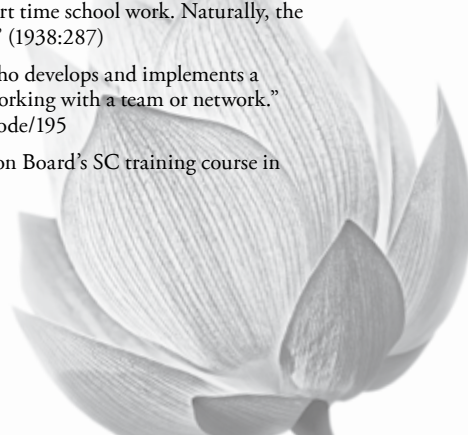 rt time school work. Naturally, the
” (1938:287)
ho develops and implements a
orking with a team or network.”
ode/195
on Board’s SC training course in